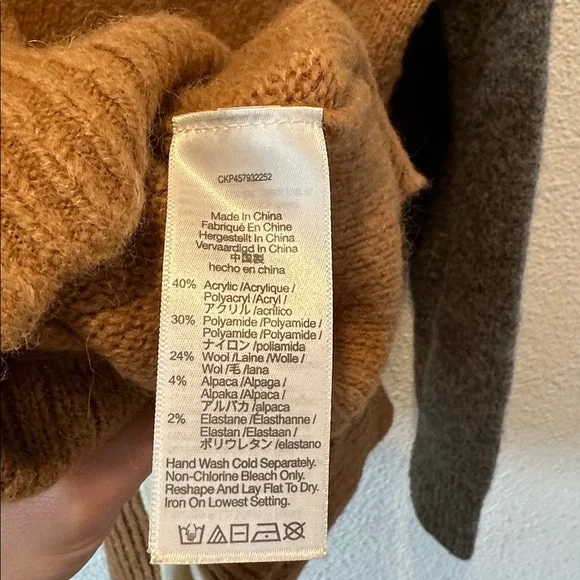 CKP457932252
Made In China
Fabriqué En Chine
Hergestellt In China
Vervaardigd In China
中国製
hecho en china
40% Acrylic /Acrylique /
Polyacryl /Acryl /
アクリル /acrílico
30% Polyamide /Polyamide /
Polyamide /Polyamide /
ナイロン /poliamida
24% Wool /Laine /Wolle /
Wol /毛 /lana
4% Alpaca /Alpaga /
Alpaka /Alpaca /
アルパカ /alpaca
2% Elastane /Élasthanne /
Elastan /Elastaan /
ポリウレタン /elastano
Hand Wash Cold Separately.
Non-Chlorine Bleach Only.
Reshape And Lay Flat To Dry.
Iron On Lowest Setting.